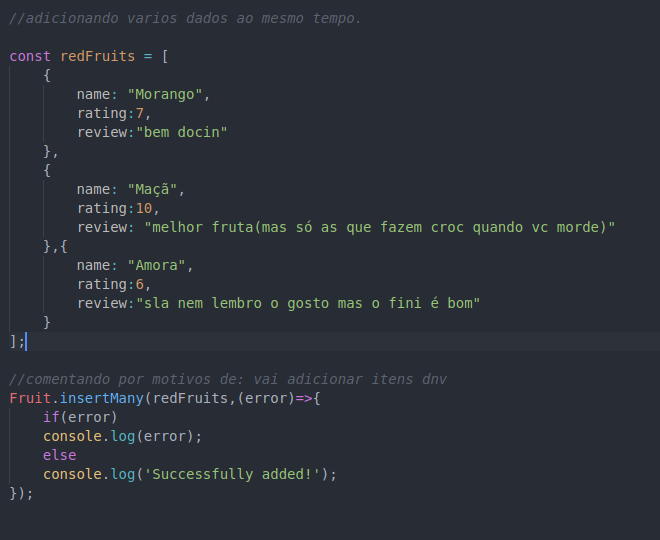 //adicionando varios dados ao mesmo tempo.
const redFruits = [
{
name: "Morango",
rating:7,
review:"bem docin"
},
{
name: "Maçã",
rating:10,
review: "melhor fruta(mas só as que fazem croc quando vc morde)"
},{
name: "Amora",
rating:6,
review:"sla nem lembro o gosto mas o fini é bom"
}
];
//comentando por motivos de: vai adicionar itens dnv
Fruit.insertMany(redFruits,(error)=>{
if(error)
console.log(error);
else
console.log('Successfully added!');
});